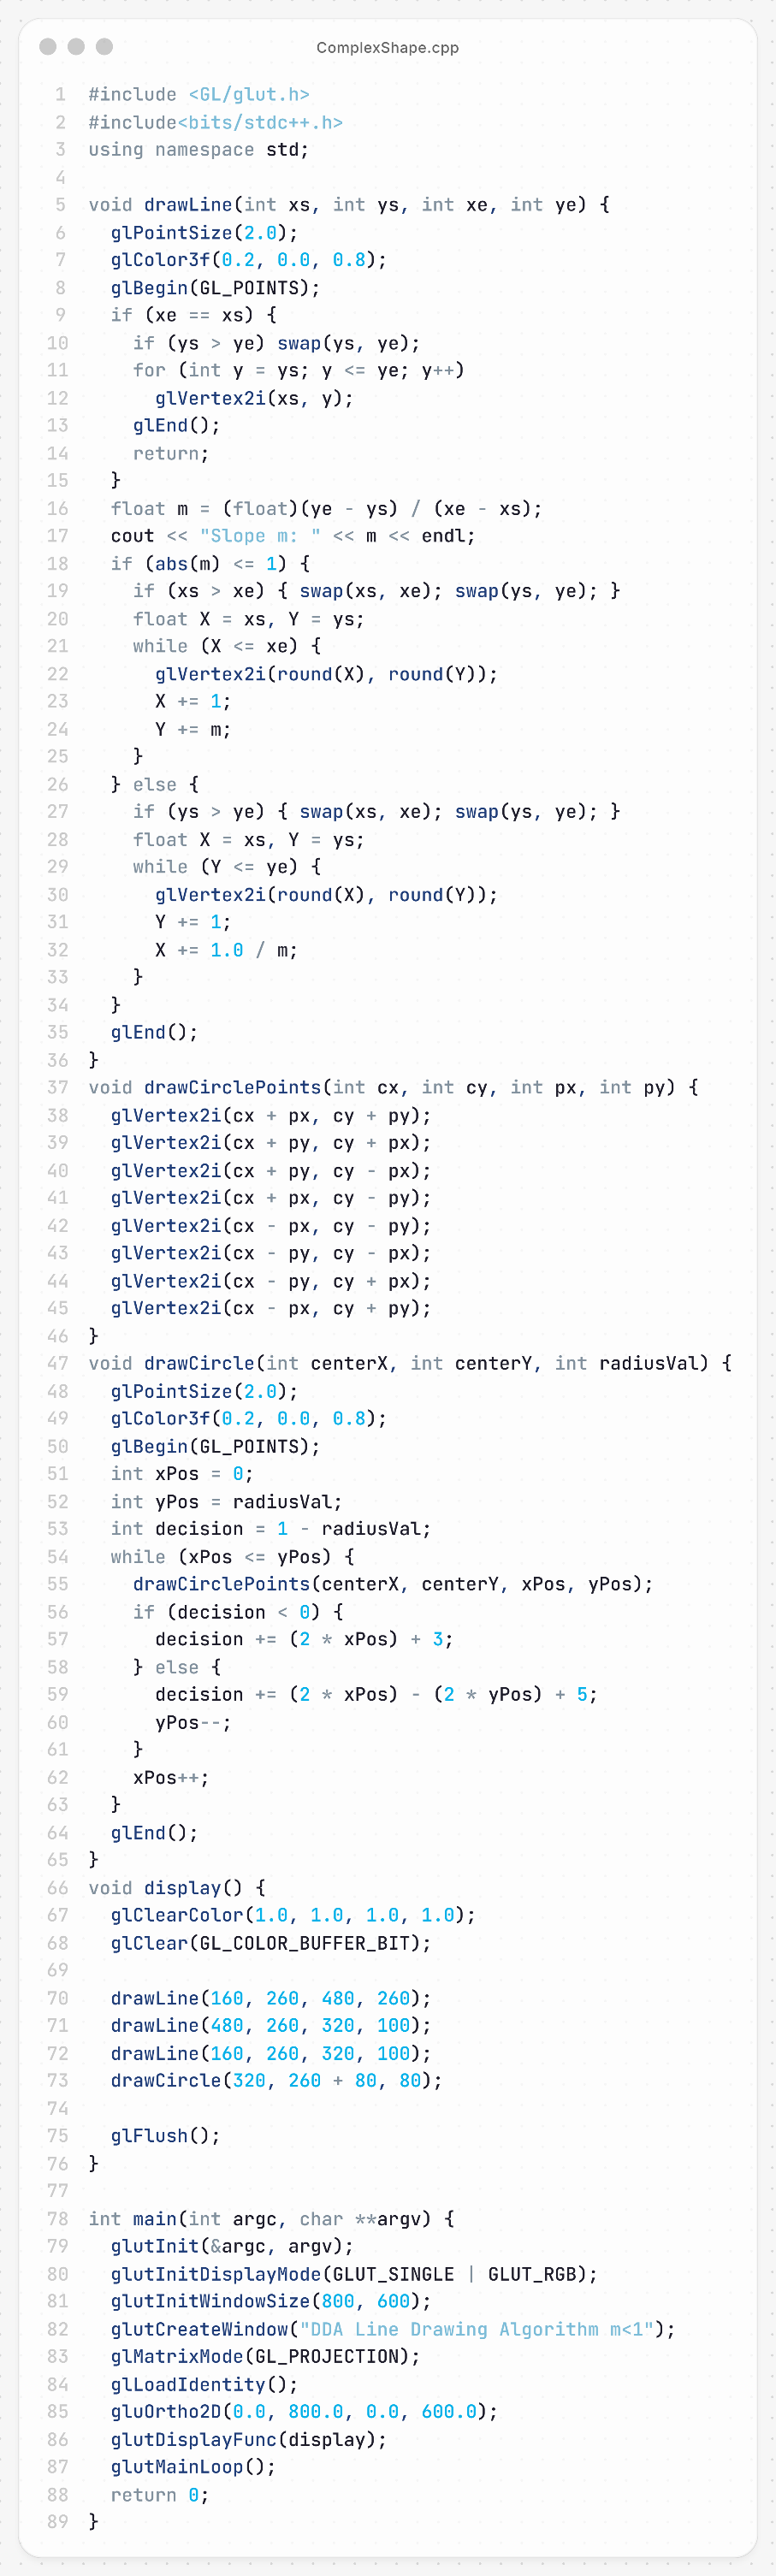 ComplexShape.cpp
1 #include <GL/glut.h>
2 #include<bits/stdc++.h>
3 using namespace std;
4
5 void drawLine(int xs, int ys, int xe, int ye) {
6   glPointSize(2.0);
7   glColor3f(0.2, 0.0, 0.8);
8   glBegin(GL_POINTS);
9   if (xe == xs) {
10     if (ys > ye) swap(ys, ye);
11     for (int y = ys; y <= ye; y++)
12       glVertex2i(xs, y);
13     glEnd();
14     return;
15   }
16   float m = (float)(ye - ys) / (xe - xs);
17   cout << "Slope m: " << m << endl;
18   if (abs(m) <= 1) {
19     if (xs > xe) { swap(xs, xe); swap(ys, ye); }
20     float X = xs, Y = ys;
21     while (X <= xe) {
22       glVertex2i(round(X), round(Y));
23       X += 1;
24       Y += m;
25     }
26   } else {
27     if (ys > ye) { swap(xs, xe); swap(ys, ye); }
28     float X = xs, Y = ys;
29     while (Y <= ye) {
30       glVertex2i(round(X), round(Y));
31       Y += 1;
32       X += 1.0 / m;
33     }
34   }
35   glEnd();
36 }
37 void drawCirclePoints(int cx, int cy, int px, int py) {
38   glVertex2i(cx + px, cy + py);
39   glVertex2i(cx + py, cy + px);
40   glVertex2i(cx + py, cy - px);
41   glVertex2i(cx + px, cy - py);
42   glVertex2i(cx - px, cy - py);
43   glVertex2i(cx - py, cy - px);
44   glVertex2i(cx - py, cy + px);
45   glVertex2i(cx - px, cy + py);
46 }
47 void drawCircle(int centerX, int centerY, int radiusVal) {
48   glPointSize(2.0);
49   glColor3f(0.2, 0.0, 0.8);
50   glBegin(GL_POINTS);
51   int xPos = 0;
52   int yPos = radiusVal;
53   int decision = 1 - radiusVal;
54   while (xPos <= yPos) {
55     drawCirclePoints(centerX, centerY, xPos, yPos);
56     if (decision < 0) {
57       decision += (2 * xPos) + 3;
58     } else {
59       decision += (2 * xPos) - (2 * yPos) + 5;
60       yPos--;
61     }
62     xPos++;
63   }
64   glEnd();
65 }
66 void display() {
67   glClearColor(1.0, 1.0, 1.0, 1.0);
68   glClear(GL_COLOR_BUFFER_BIT);
69
70   drawLine(160, 260, 480, 260);
71   drawLine(480, 260, 320, 100);
72   drawLine(160, 260, 320, 100);
73   drawCircle(320, 260 + 80, 80);
74
75   glFlush();
76 }
77
78 int main(int argc, char **argv) {
79   glutInit(&argc, argv);
80   glutInitDisplayMode(GLUT_SINGLE | GLUT_RGB);
81   glutInitWindowSize(800, 600);
82   glutCreateWindow("DDA Line Drawing Algorithm m<1");
83   glMatrixMode(GL_PROJECTION);
84   glLoadIdentity();
85   gluOrtho2D(0.0, 800.0, 0.0, 600.0);
86   glutDisplayFunc(display);
87   glutMainLoop();
88   return 0;
89 }